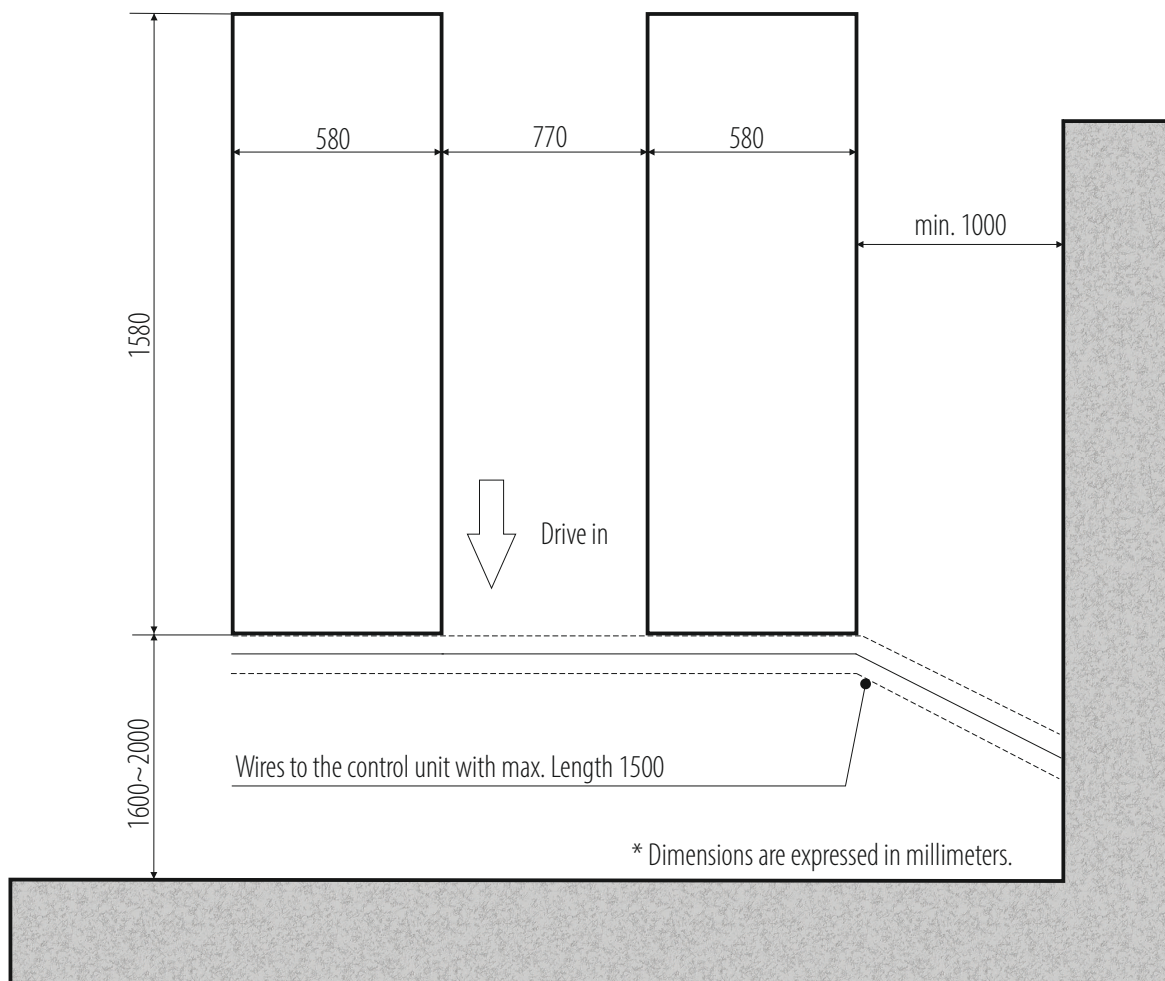 580
770
580
min. 1000
1580
Drive in
1600~2000
Wires to the control unit with max. Length 1500
* Dimensions are expressed in millimeters.